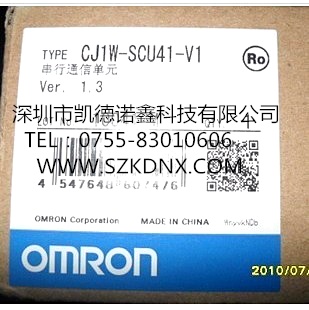 TYPE CJ1W-SCU41-V1
串行通信单元
Ro
Ver. 1.3
深圳市凯德诺鑫科技有限公司
TEL：0755-83010606
WWW.SZKDNX.COM
OMRON Corporation
MADE IN CHINA
OMRON
2010/07/